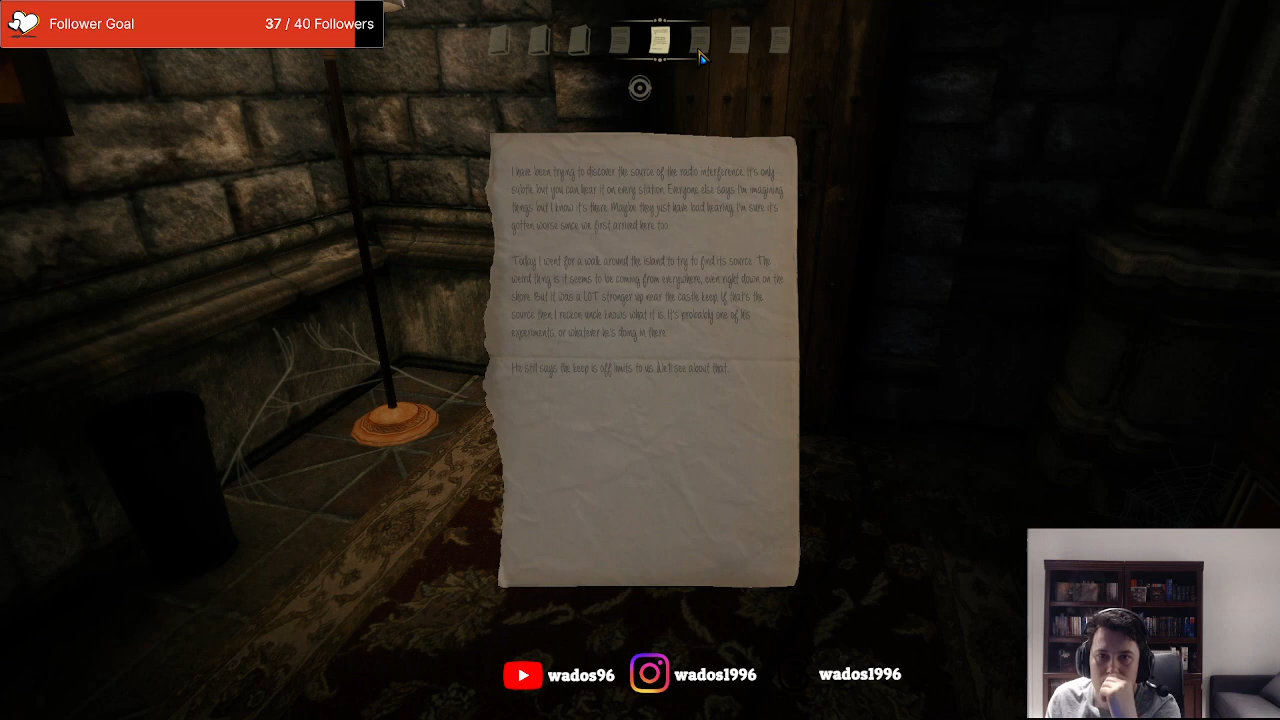 Follower Goal
37 / 40 Followers
I have been trying to discover the source of the radio interference. It's only
subtle but you can hear it on every station. Everyone else says I'm imagining
things but I know it's there. Maybe they just have bad hearing. I'm sure it's
gotten worse since we first arrived here too.
Today I went for a walk around the island to try to find its source. The
weird thing is it seems to be coming from everywhere, even right down on the
shore. But it was a LOT stronger up near the castle keep. If that's the
source then I reckon uncle knows what it is. It's probably one of his
experiments, or whatever he's doing in there.
He still says the keep is off limits to us. We'll see about that...
wados96
wados1996
wados1996